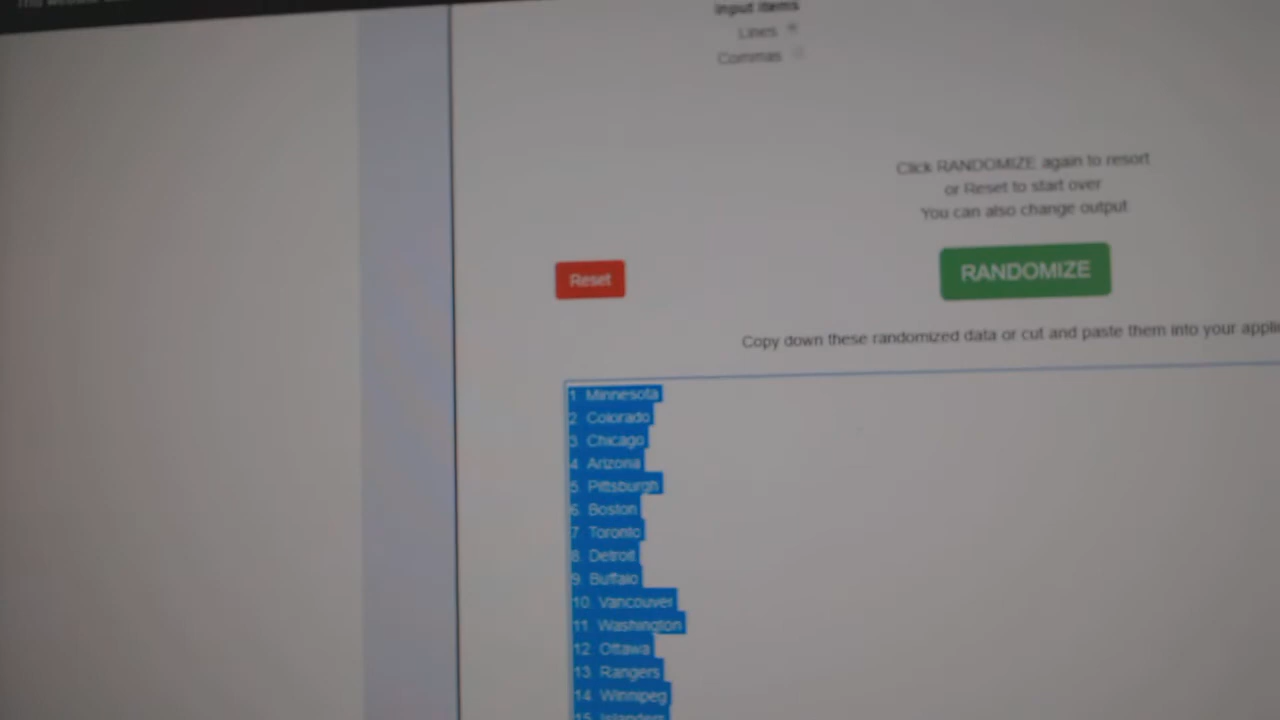 Input items
Lines
Commas
Click RANDOMIZE again to resort
or Reset to start over
You can also change output
Reset
RANDOMIZE
Copy down these randomized data or cut and paste them into your
1. Minnesota
2. Colorado
3. Chicago
4. Arizona
5. Pittsburgh
6. Boston
7. Toronto
8. Detroit
9. Buffalo
10. Vancouver
11. Washington
12. Ottawa
13. Rangers
14. Winnipeg
15. Islanders